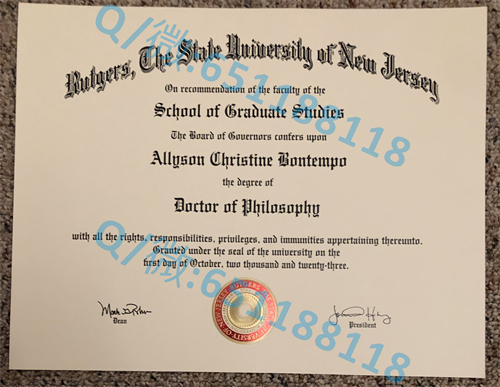 Rutgers, The State University of New Jersey
On recommendation of the faculty of the
School of Graduate Studies
The Board of Governors confers upon
Allyson Christine Bontempo
the degree of
Doctor of Philosophy
with all the rights, responsibilities, privileges, and immunities appertaining thereunto.
Granted under the seal of the university on the
first day of October, two thousand and twenty-three.
Dean
President
Q/微:651188118
Q/微:651188118